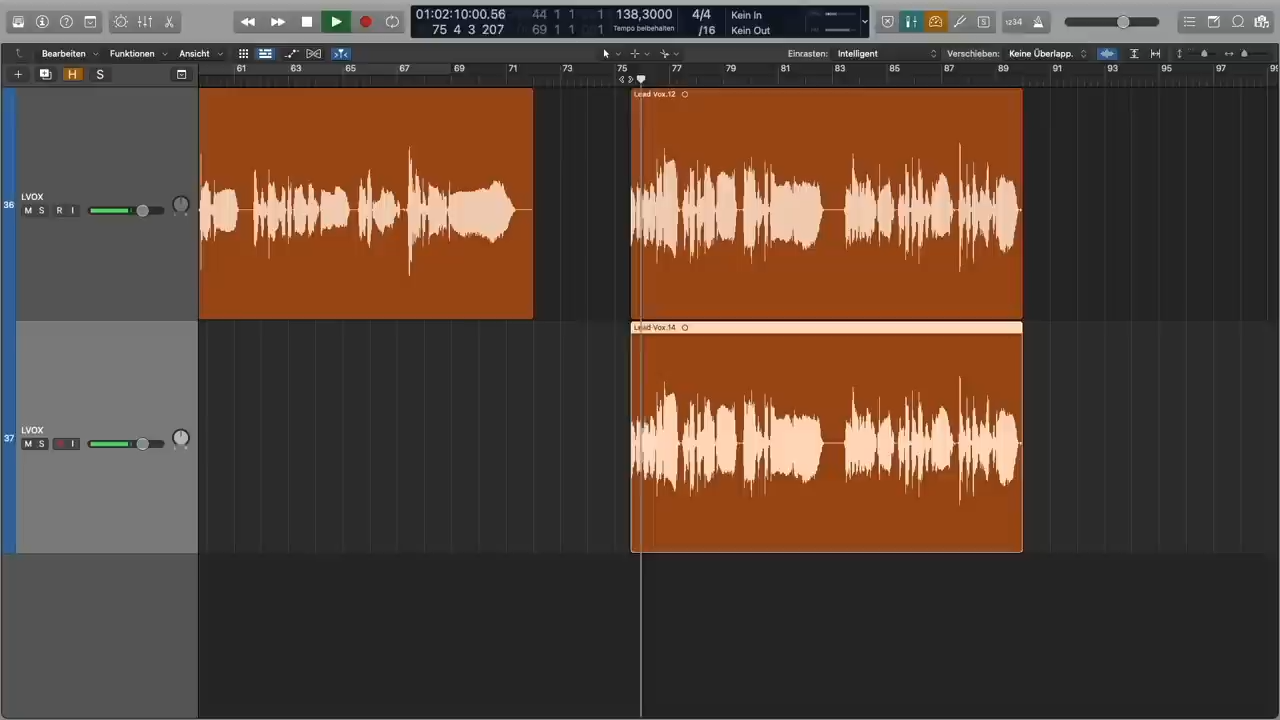 01:02:10:00.56
75 4 3 207
44 1 1 1
69 1 1 1
138,3000
Tempo beibehalten
4/4
/16
Kein In
Kein Out
1234
Bearbeiten
Funktionen
Ansicht
Einrasten: Intelligent
Verschieben: Keine Überlapp.
H S
61 63 65 67 69 71 73 75 77 79 81 83 85 87 89 91 93 95 97 99
Lead Vox.12
36
LVOX
M S R I
Lead Vox.14
37
LVOX
M S I